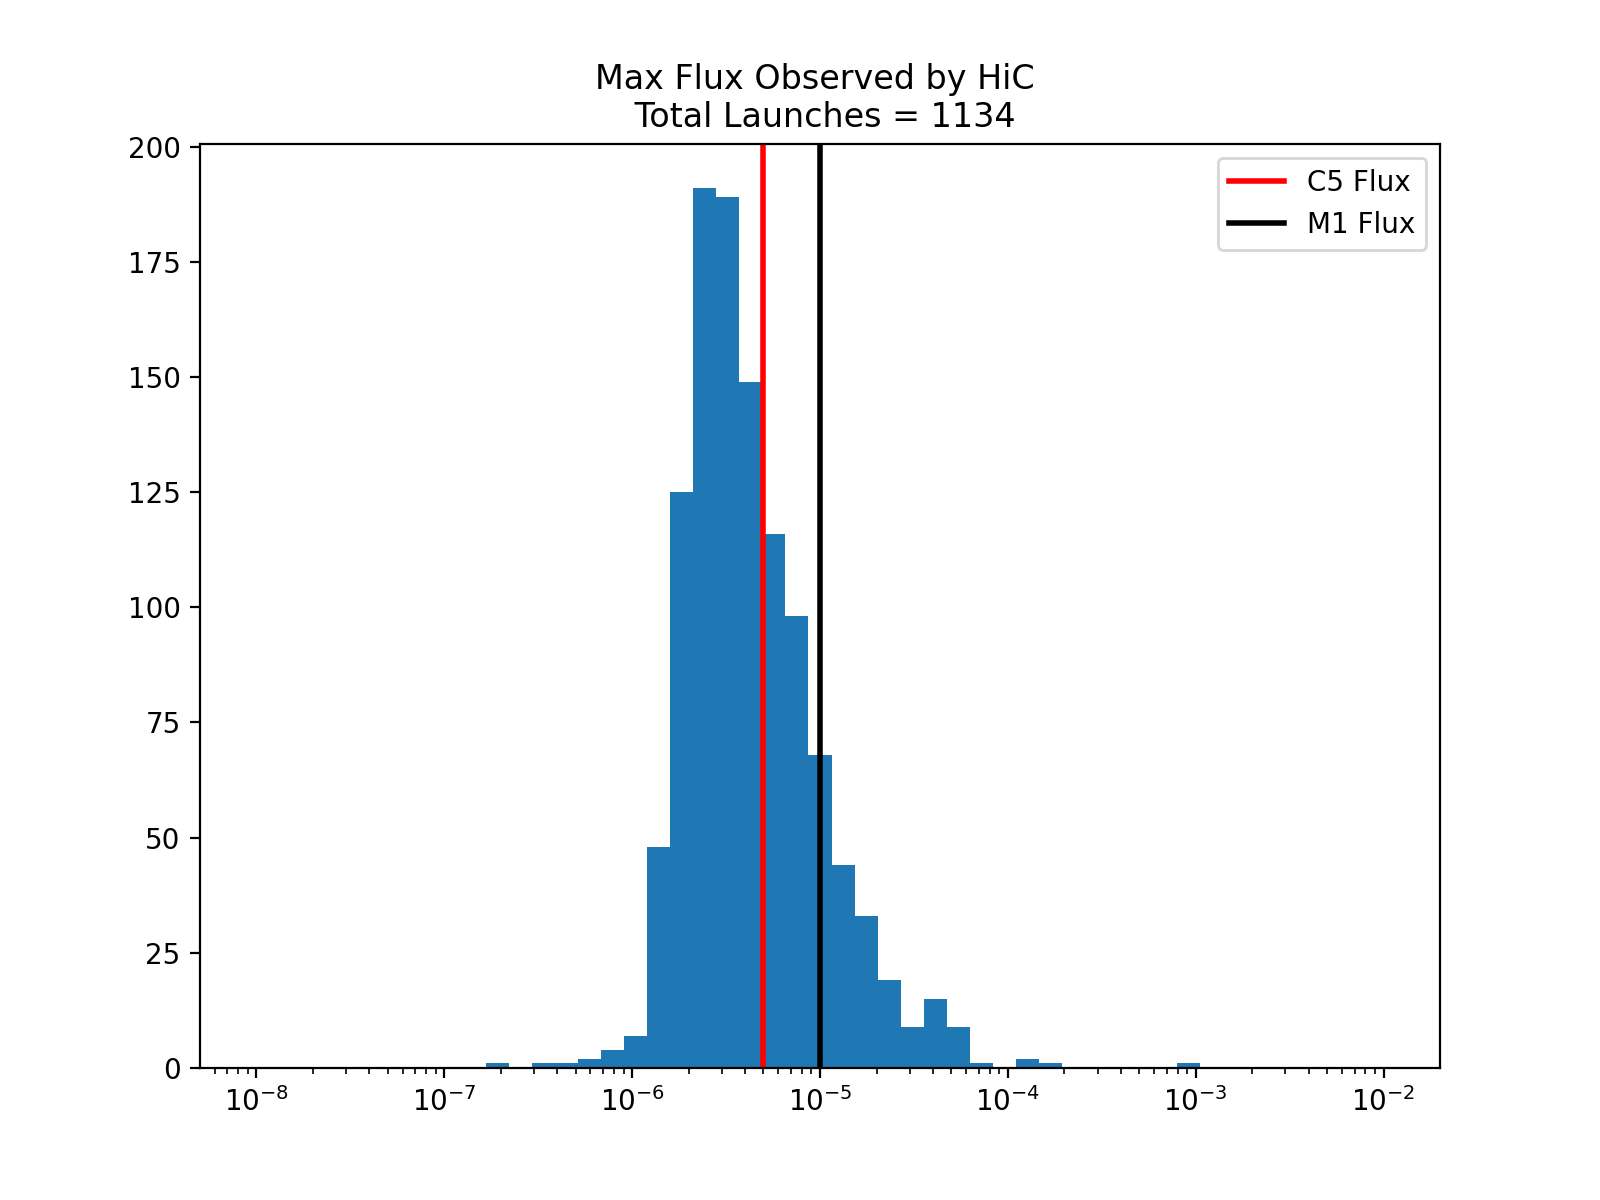 Max Flux Observed by HiC
Total Launches = 1134
C5 Flux
M1 Flux
200
175
150
125
100
75
50
25
0
10⁻⁸ 10⁻⁷ 10⁻⁶ 10⁻⁵ 10⁻⁴ 10⁻³ 10⁻²